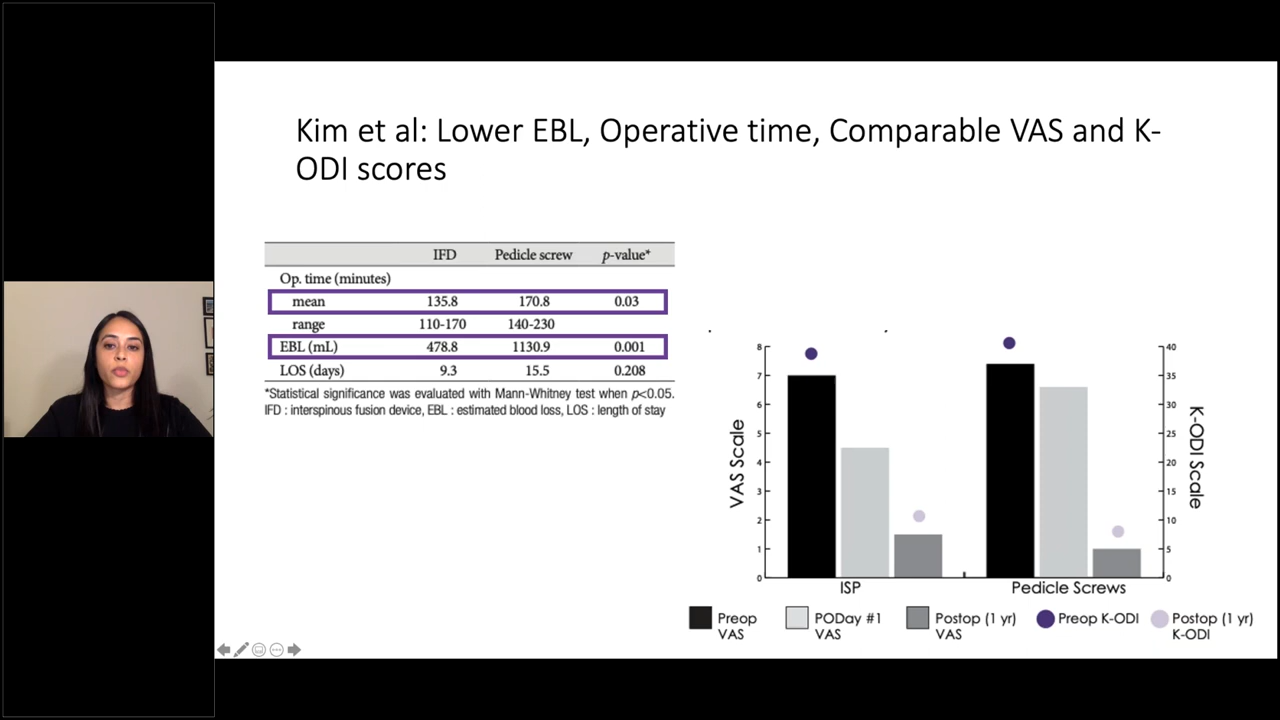 Kim et al: Lower EBL, Operative time, Comparable VAS and K-
ODI scores
IFD Pedicle screw p-value*
Op. time (minutes)
mean 135.8 170.8 0.03
range 110-170 140-230
EBL (mL) 478.8 1130.9 0.001
LOS (days) 9.3 15.5 0.208
*Statistical significance was evaluated with Mann-Whitney test when p<0.05.
IFD : interspinous fusion device, EBL : estimated blood loss, LOS : length of stay
VAS Scale
8
7
6
5
4
3
2
1
0
40
35
30
25
20
15
10
5
0
K-ODI Scale
ISP Pedicle Screws
Preop VAS
PODay #1 VAS
Postop (1 yr) VAS
Preop K-ODI
Postop (1 yr) K-ODI